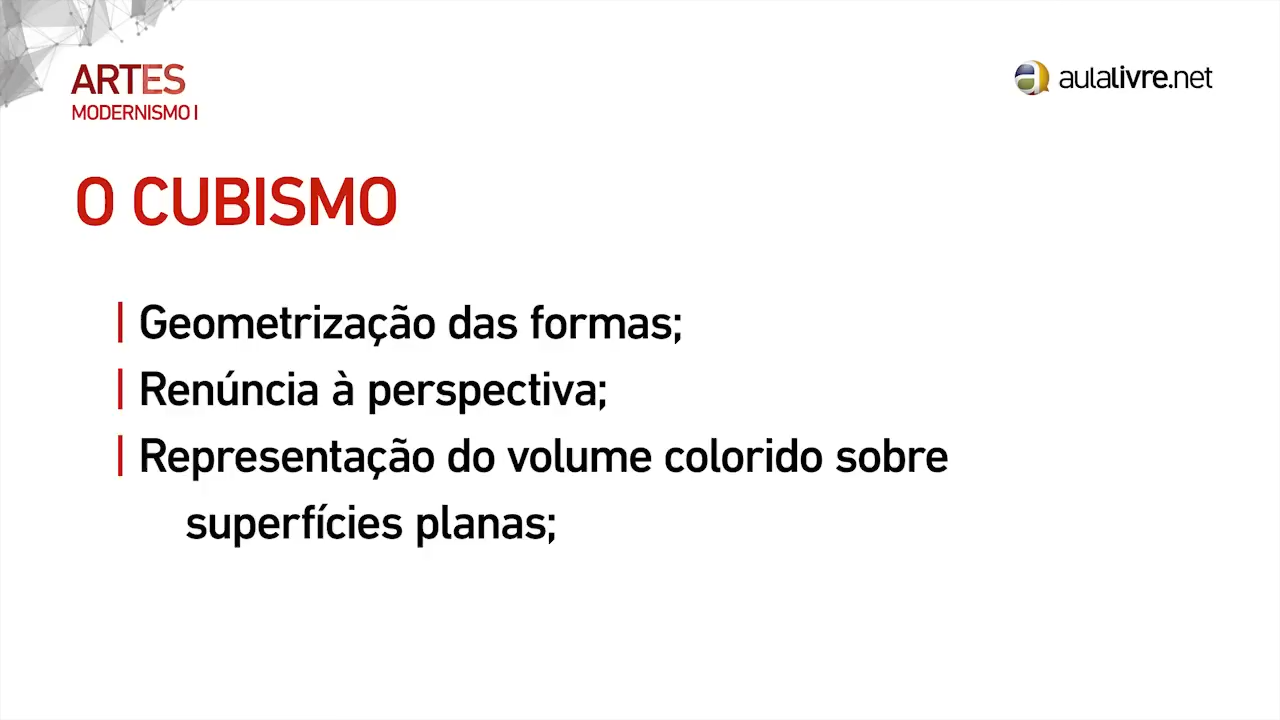 ARTES
MODERNISMO I
aulalivre.net
O CUBISMO
| Geometrização das formas;
| Renúncia à perspectiva;
| Representação do volume colorido sobre
superfícies planas;